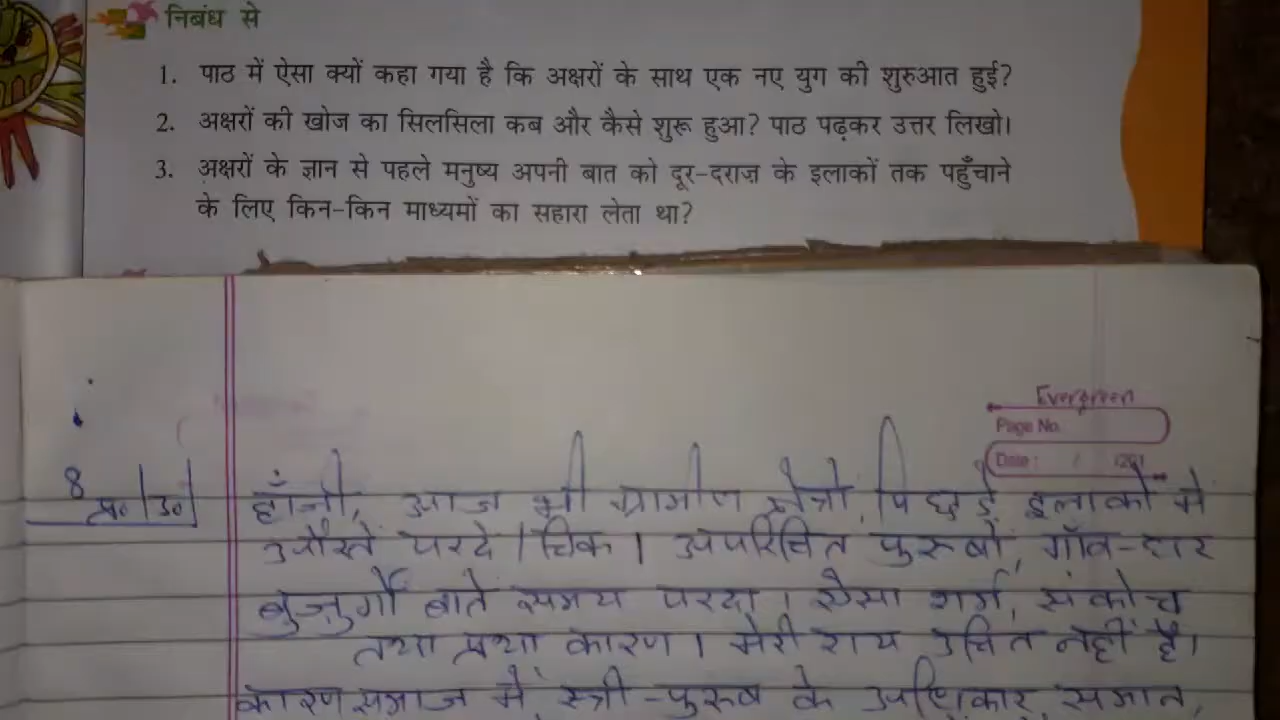 निबंध से
1. पाठ में ऐसा क्यों कहा गया है कि अक्षरों के साथ एक नए युग की शुरुआत हुई?
2. अक्षरों की खोज का सिलसिला कब और कैसे शुरू हुआ? पाठ पढ़कर उत्तर लिखो।
3. अक्षरों के ज्ञान से पहले मनुष्य अपनी बात को दूर-दराज़ के इलाकों तक पहुँचाने
के लिए किन-किन माध्यमों का सहारा लेता था?
Evergreen
Page No.
Date :
8 प्र० उ०
हाँजी, आज भी ग्रामीण क्षेत्रो, पिछड़े इलाको मे
औरते परदे । चिक । अपरिचित पुरुषों, गाँव-घर
बुज़ुर्गों बाते समय परदा । ऐसा शर्म, संकोच
तथा प्रथा कारण । मेरी राय उचित नहीं है।
कारण समाज में स्त्री-पुरुष के अधिकार समान,